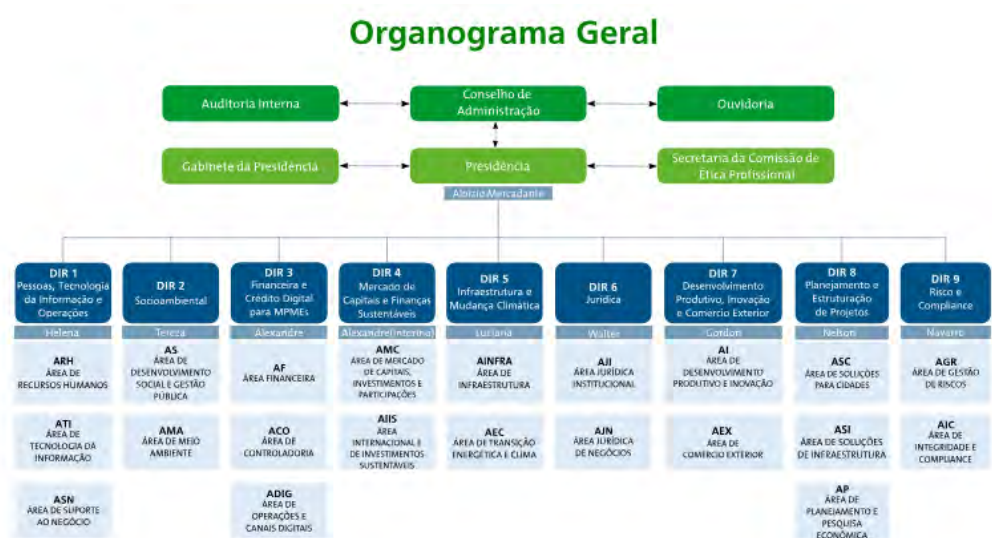 Organograma Geral
Auditoria Interna
Conselho de
Administração
Ouvidoria
Gabinete da Presidência
Presidência
Secretaria da Comissão de
Ética Profissional
Aloizio Mercadante
DIR 1
Pessoas, Tecnologia
da Informação e
Operações
Helena
ARH
ÁREA DE
RECURSOS HUMANOS
ATI
ÁREA DE
TECNOLOGIA DA
INFORMAÇÃO
ASN
ÁREA DE SUPORTE
AO NEGÓCIO
DIR 2
Socioambiental
Tereza
AS
ÁREA DE
DESENVOLVIMENTO
SOCIAL E GESTÃO
PÚBLICA
AMA
ÁREA DE MEIO
AMBIENTE
DIR 3
Financeira e
Crédito Digital
para MPMEs
Alexandre
AF
ÁREA FINANCEIRA
ACO
ÁREA DE
CONTROLADORIA
ADIG
ÁREA DE
OPERAÇÕES E
CANAIS DIGITAIS
DIR 4
Mercado de
Capitais e Finanças
Sustentáveis
Alexandre(Interino)
AMC
ÁREA DE MERCADO
DE CAPITAIS,
INVESTIMENTOS E
PARTICIPAÇÕES
AIIS
ÁREA
INTERNACIONAL E
DE INVESTIMENTOS
SUSTENTÁVEIS
DIR 5
Infraestrutura e
Mudança Climática
Luciana
AINFRA
ÁREA DE
INFRAESTRUTURA
AEC
ÁREA DE TRANSIÇÃO
ENERGÉTICA E CLIMA
DIR 6
Jurídica
Walter
AJI
ÁREA JURÍDICA
INSTITUCIONAL
AJN
ÁREA JURÍDICA
DE NEGÓCIOS
DIR 7
Desenvolvimento
Produtivo, Inovação
e Comercio Exterior
Gordon
AI
ÁREA DE
DESENVOLVIMENTO
PRODUTIVO E INOVAÇÃO
AEX
ÁREA DE
COMERCIO EXTERIOR
DIR 8
Planejamento e
Estruturação
de Projetos
Nelson
ASC
ÁREA DE SOLUÇÕES
PARA CIDADES
ASI
ÁREA DE SOLUÇÕES
DE INFRAESTRUTURA
AP
ÁREA DE
PLANEJAMENTO E
PESQUISA
ECONÔMICA
DIR 9
Risco e
Compliance
Navarro
AGR
ÁREA DE GESTÃO
DE RISCOS
AIC
ÁREA DE
INTEGRIDADE E
COMPLIANCE